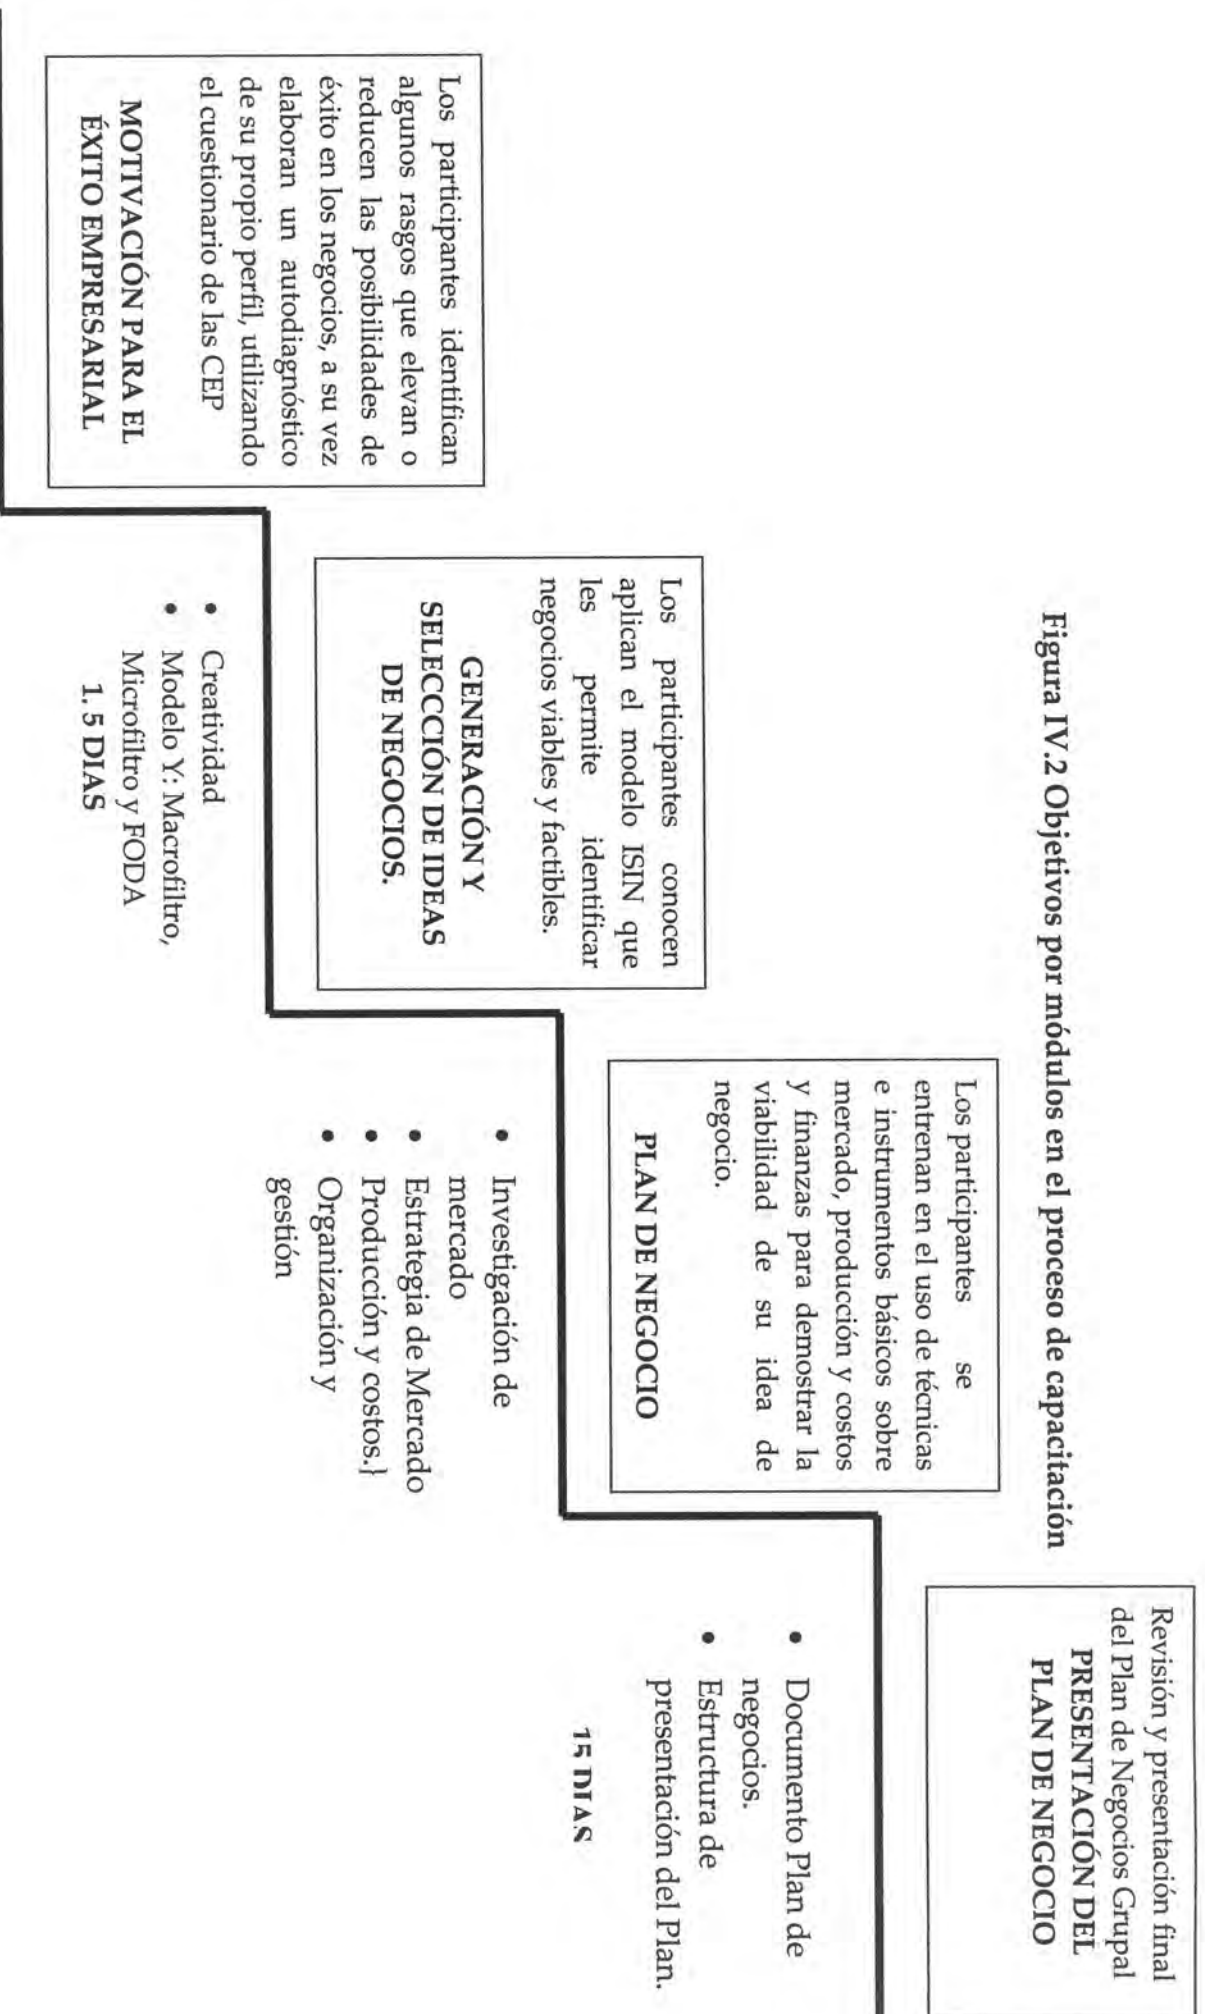 Figura IV.2 Objetivos por módulos en el proceso de capacitación
Los participantes identifican
algunos rasgos que elevan o
reducen las posibilidades de
éxito en los negocios, a su vez
elaboran un autodiagnóstico
de su propio perfil, utilizando
el cuestionario de las CEP
MOTIVACIÓN PARA EL
ÉXITO EMPRESARIAL
Los participantes conocen
aplican el modelo ISIN que
les permite identificar
negocios viables y factibles.
GENERACIÓN Y
SELECCCIÓN DE IDEAS
DE NEGOCIOS.
• Creatividad
• Modelo Y: Macrofiltro,
Microfiltro y FODA
1. 5 DIAS
Los participantes se
entrenan en el uso de técnicas
e instrumentos básicos sobre
mercado, producción y costos
y finanzas para demostrar la
viabilidad de su idea de
negocio.
PLAN DE NEGOCIO
• Investigación de
mercado
• Estrategia de Mercado
• Producción y costos.}
• Organización y
gestión
Revisión y presentación final
del Plan de Negocios Grupal
PRESENTACIÓN DEL
PLAN DE NEGOCIO
• Documento Plan de
negocios.
• Estructura de
presentación del Plan.
15 DIAS